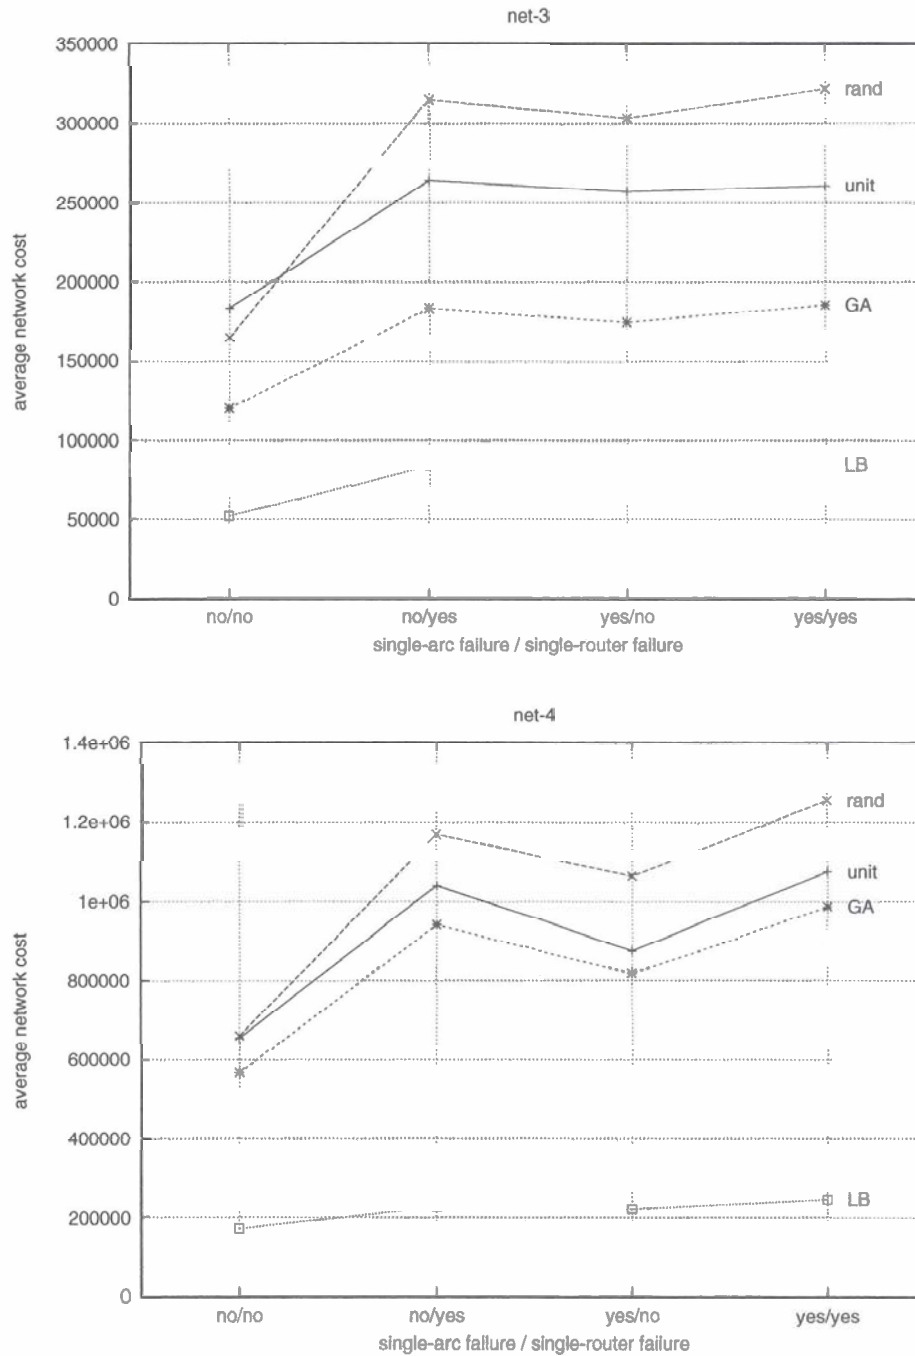 net-3
350000
300000
250000
200000
150000
100000
50000
0
average network cost
rand
unit
GA
LB
no/no
no/yes
yes/no
yes/yes
single-arc failure / single-router failure
net-4
1.4e+06
1.2e+06
1e+06
800000
600000
400000
200000
0
average network cost
rand
unit
GA
LB
no/no
no/yes
yes/no
yes/yes
single-arc failure / single-router failure